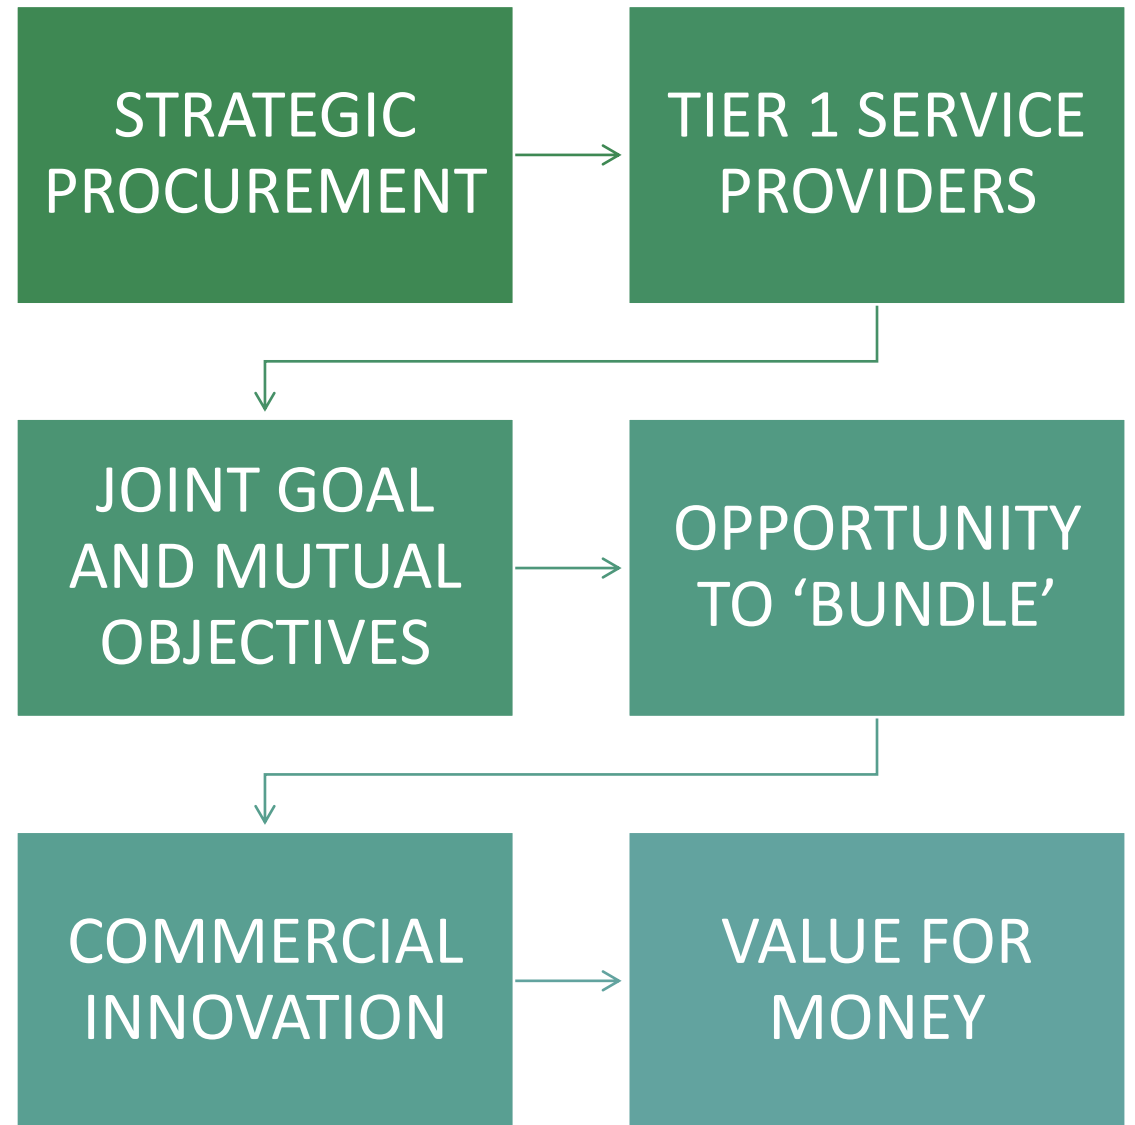 STRATEGIC
PROCUREMENT
TIER 1 SERVICE
PROVIDERS
JOINT GOAL
AND MUTUAL
OBJECTIVES
OPPORTUNITY
TO ‘BUNDLE’
COMMERCIAL
INNOVATION
VALUE FOR
MONEY